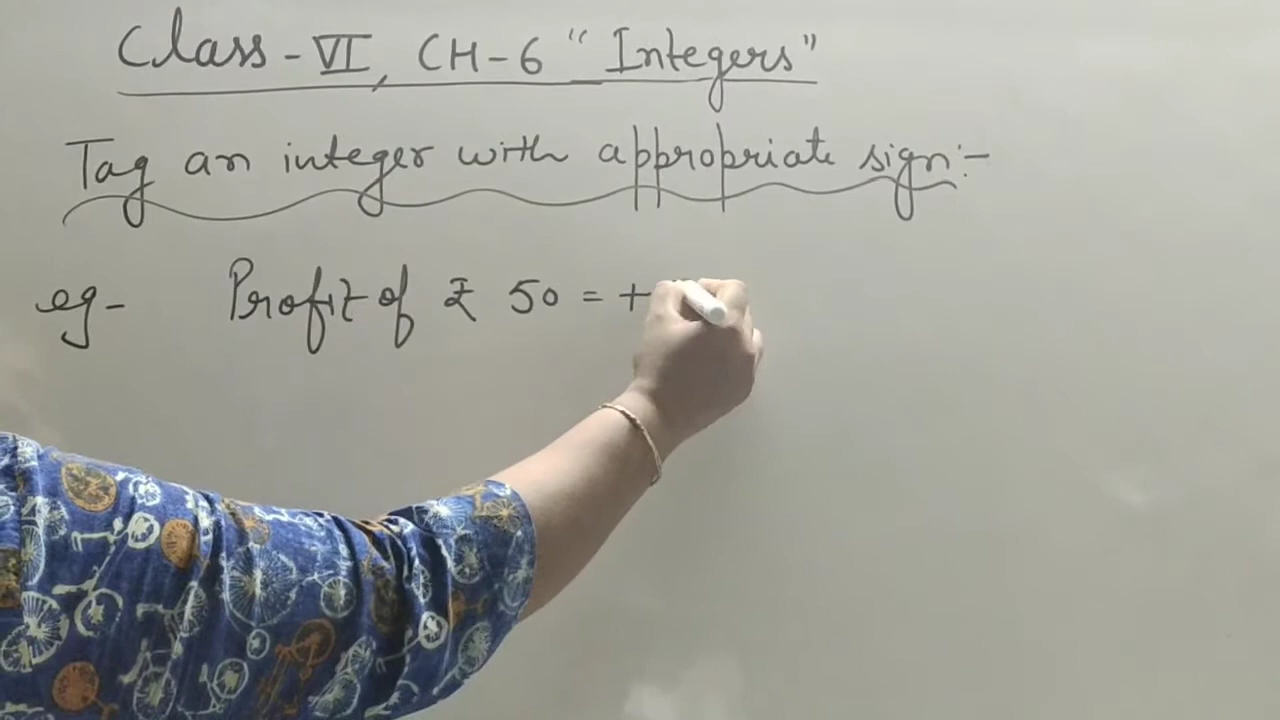 Class-VI, CH-6 "Integers"
Tag an integer with appropriate sign:-
eg- Profit of ₹ 50 = +